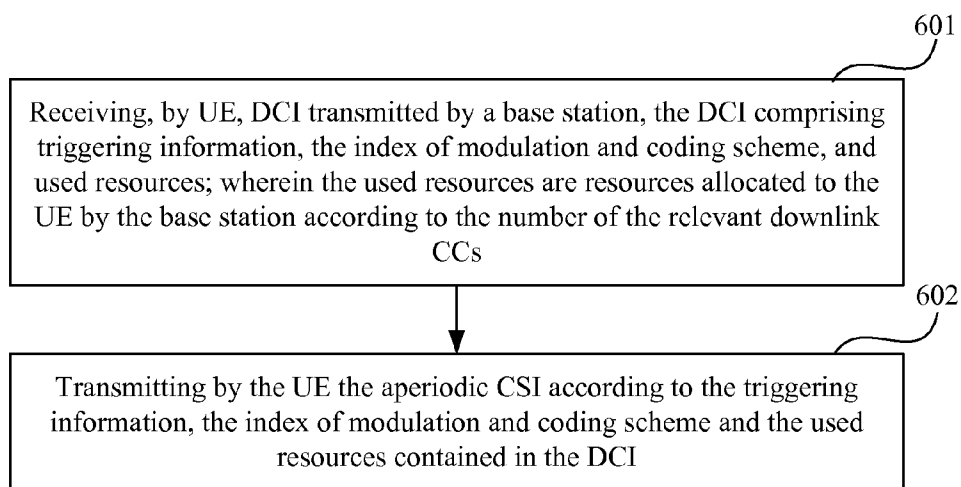 601
Receiving, by UE, DCI transmitted by a base station, the DCI comprising
triggering information, the index of modulation and coding scheme, and
used resources; wherein the used resources are resources allocated to the
UE by the base station according to the number of the relevant downlink
CCs
602
Transmitting by the UE the aperiodic CSI according to the triggering
information, the index of modulation and coding scheme and the used
resources contained in the DCI